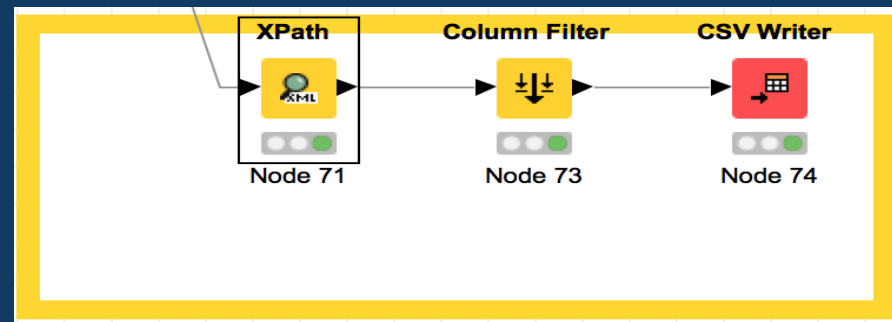 XPath Column Filter CSV Writer
XML
Node 71 Node 73 Node 74